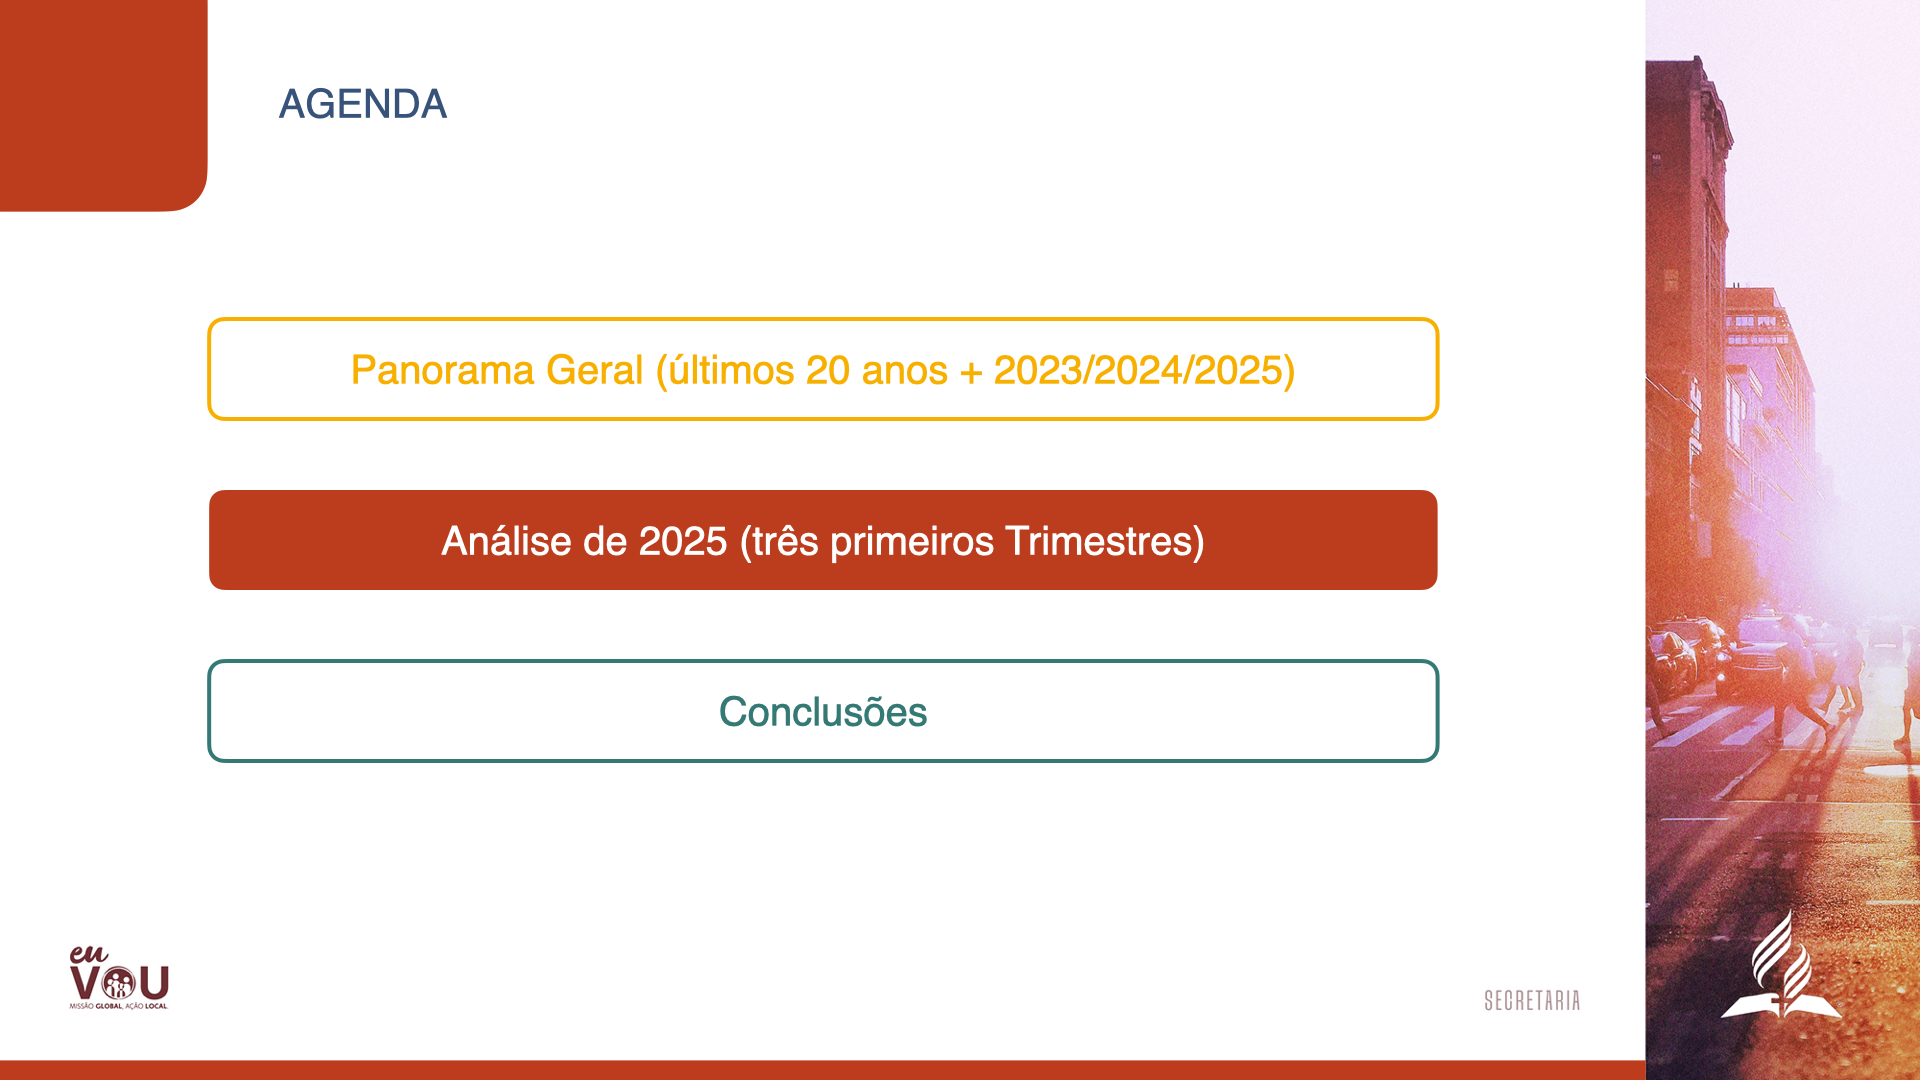 AGENDA
Panorama Geral (últimos 20 anos + 2023/2024/2025)
Análise de 2025 (três primeiros Trimestres)
Conclusões
eu
VOU
MISSÃO GLOBAL, AÇÃO LOCAL
SECRETARIA